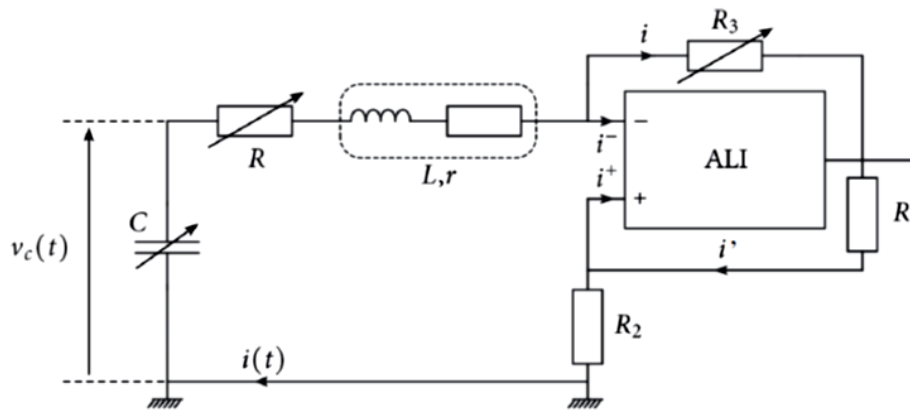 i
R₃
R
L,r
i⁻
−
ALI
i⁺
+
R
C
v_c(t)
i’
R₂
i(t)